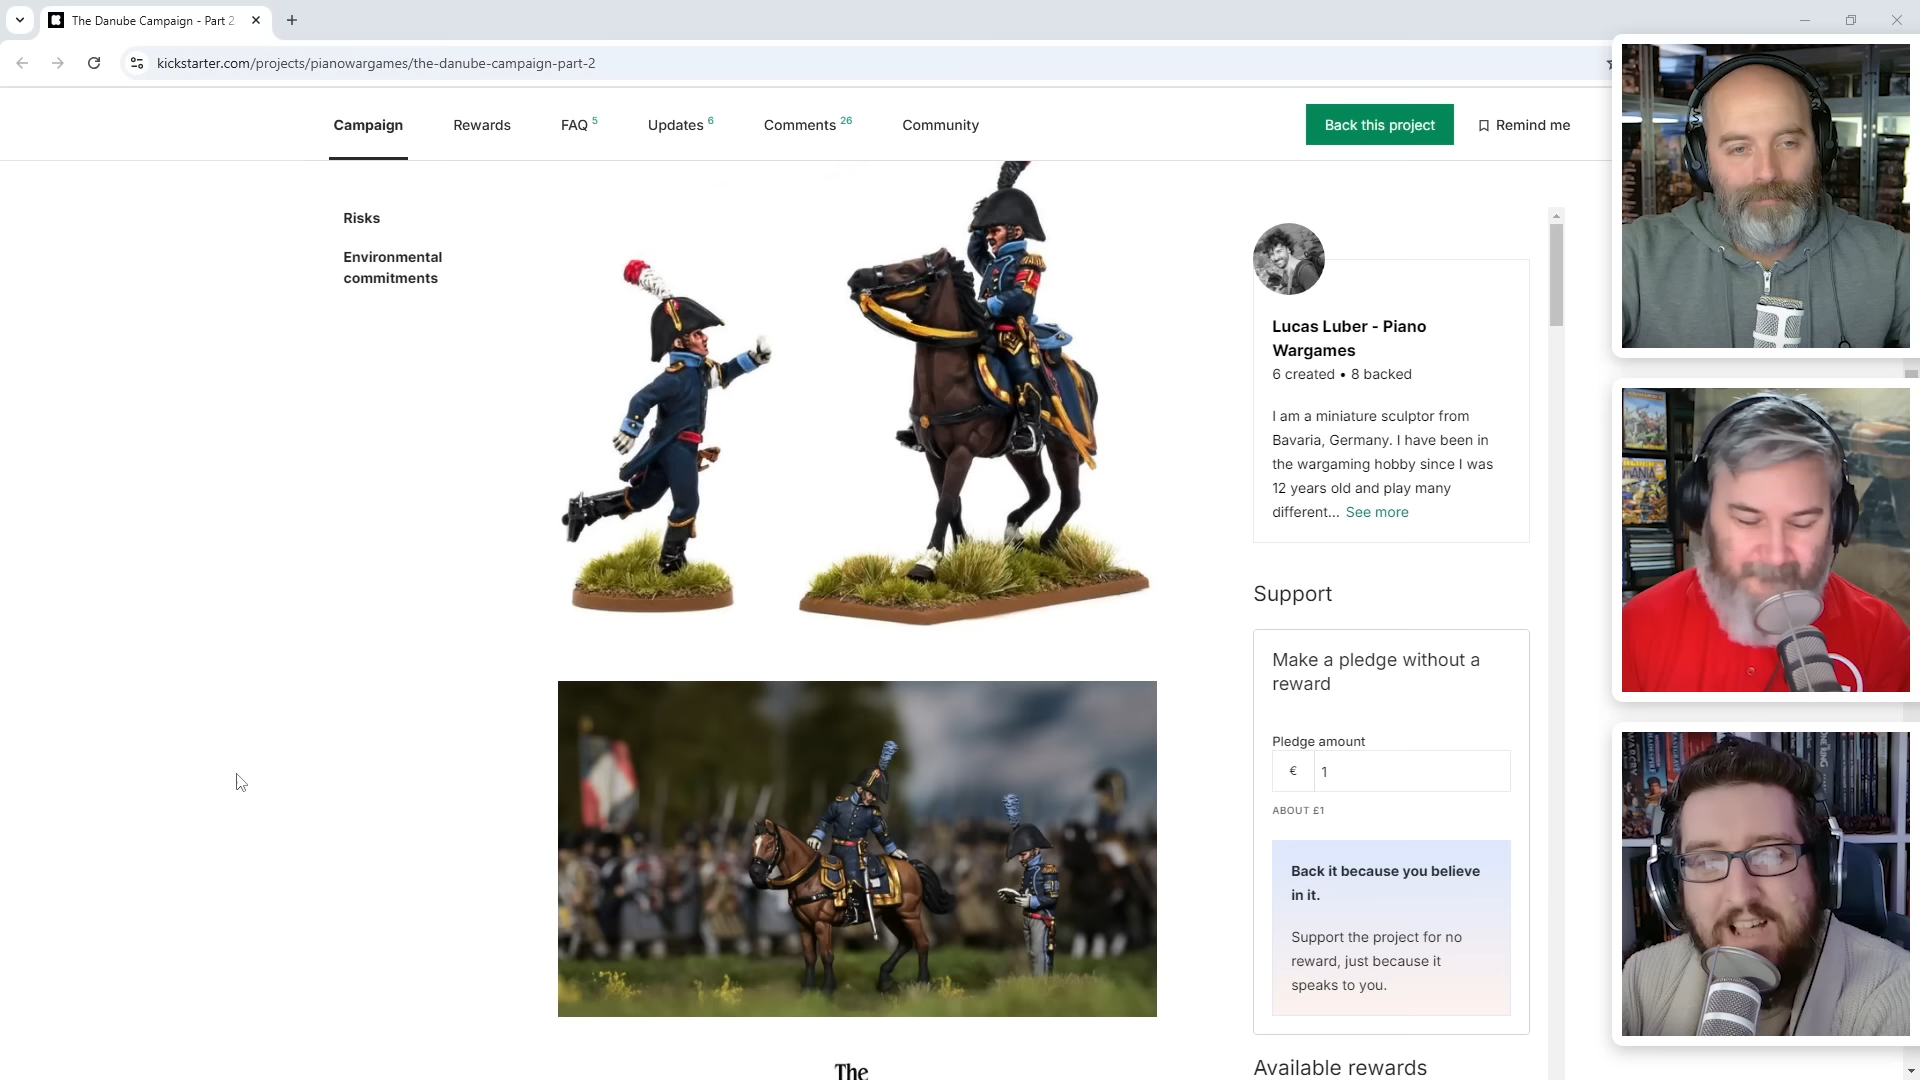 The Danube Campaign - Part 2
kickstarter.com/projects/pianowargames/the-danube-campaign-part-2
Campaign
Rewards
FAQ 5
Updates 6
Comments 26
Community
Back this project
Remind me
Risks
Environmental
commitments
Lucas Luber - Piano
Wargames
6 created • 8 backed
I am a miniature sculptor from
Bavaria, Germany. I have been in
the wargaming hobby since I was
12 years old and play many
different... See more
Support
Make a pledge without a
reward
Pledge amount
€ 1
ABOUT £1
Back it because you believe
in it.
Support the project for no
reward, just because it
speaks to you.
The
Available rewards